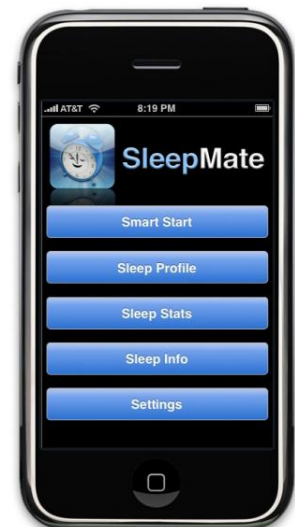 AT&T 8:19 PM
SleepMate
Smart Start
Sleep Profile
Sleep Stats
Sleep Info
Settings